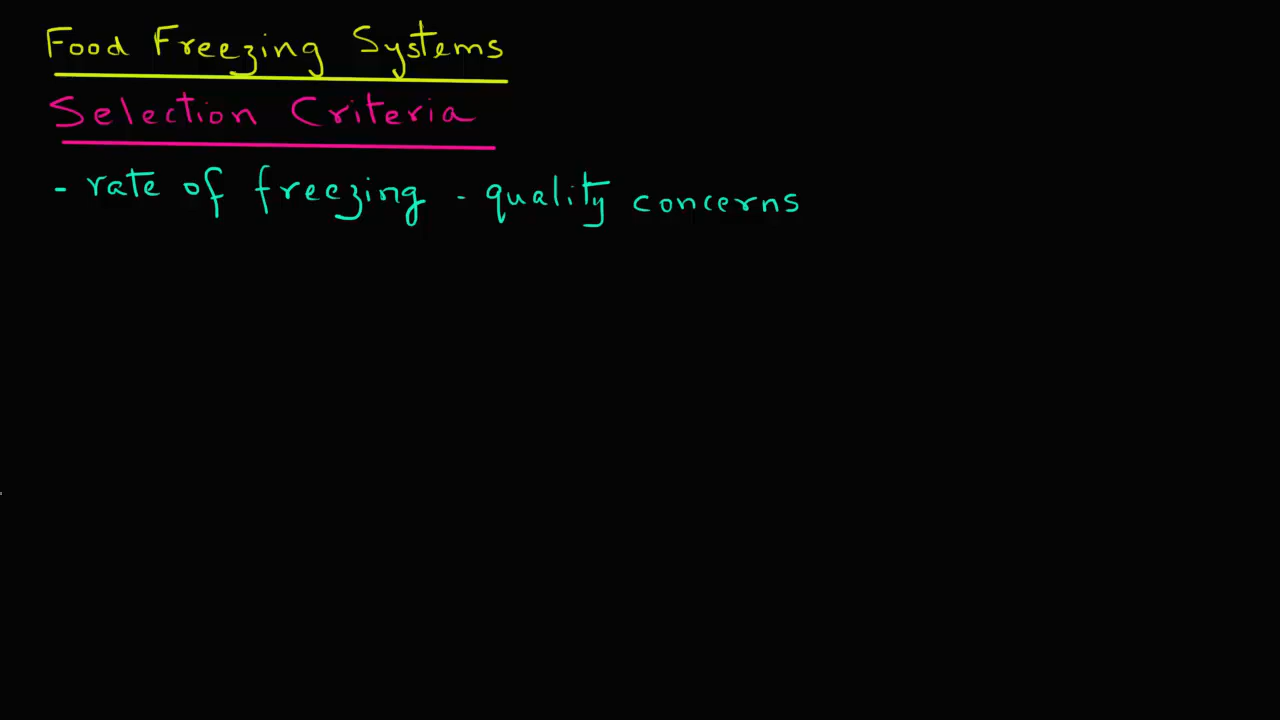 Food Freezing Systems
Selection Criteria
- rate of freezing - quality concerns